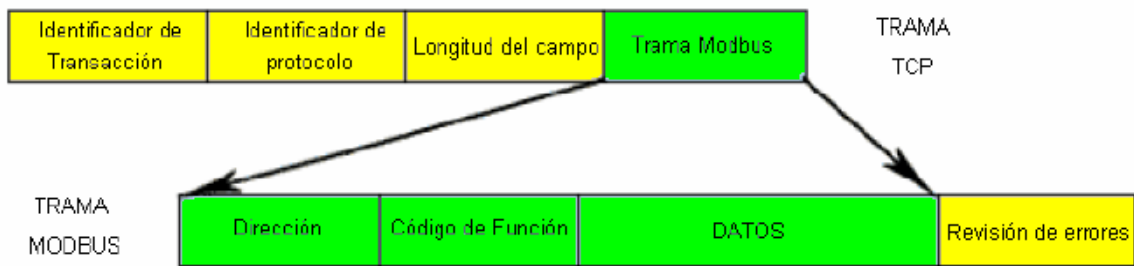 Identificador de
Transacción
Identificador de
protocolo
Longitud del campo
Trama Modbus
TRAMA
TCP
TRAMA
MODBUS
Dirección
Código de Función
DATOS
Revisión de errores